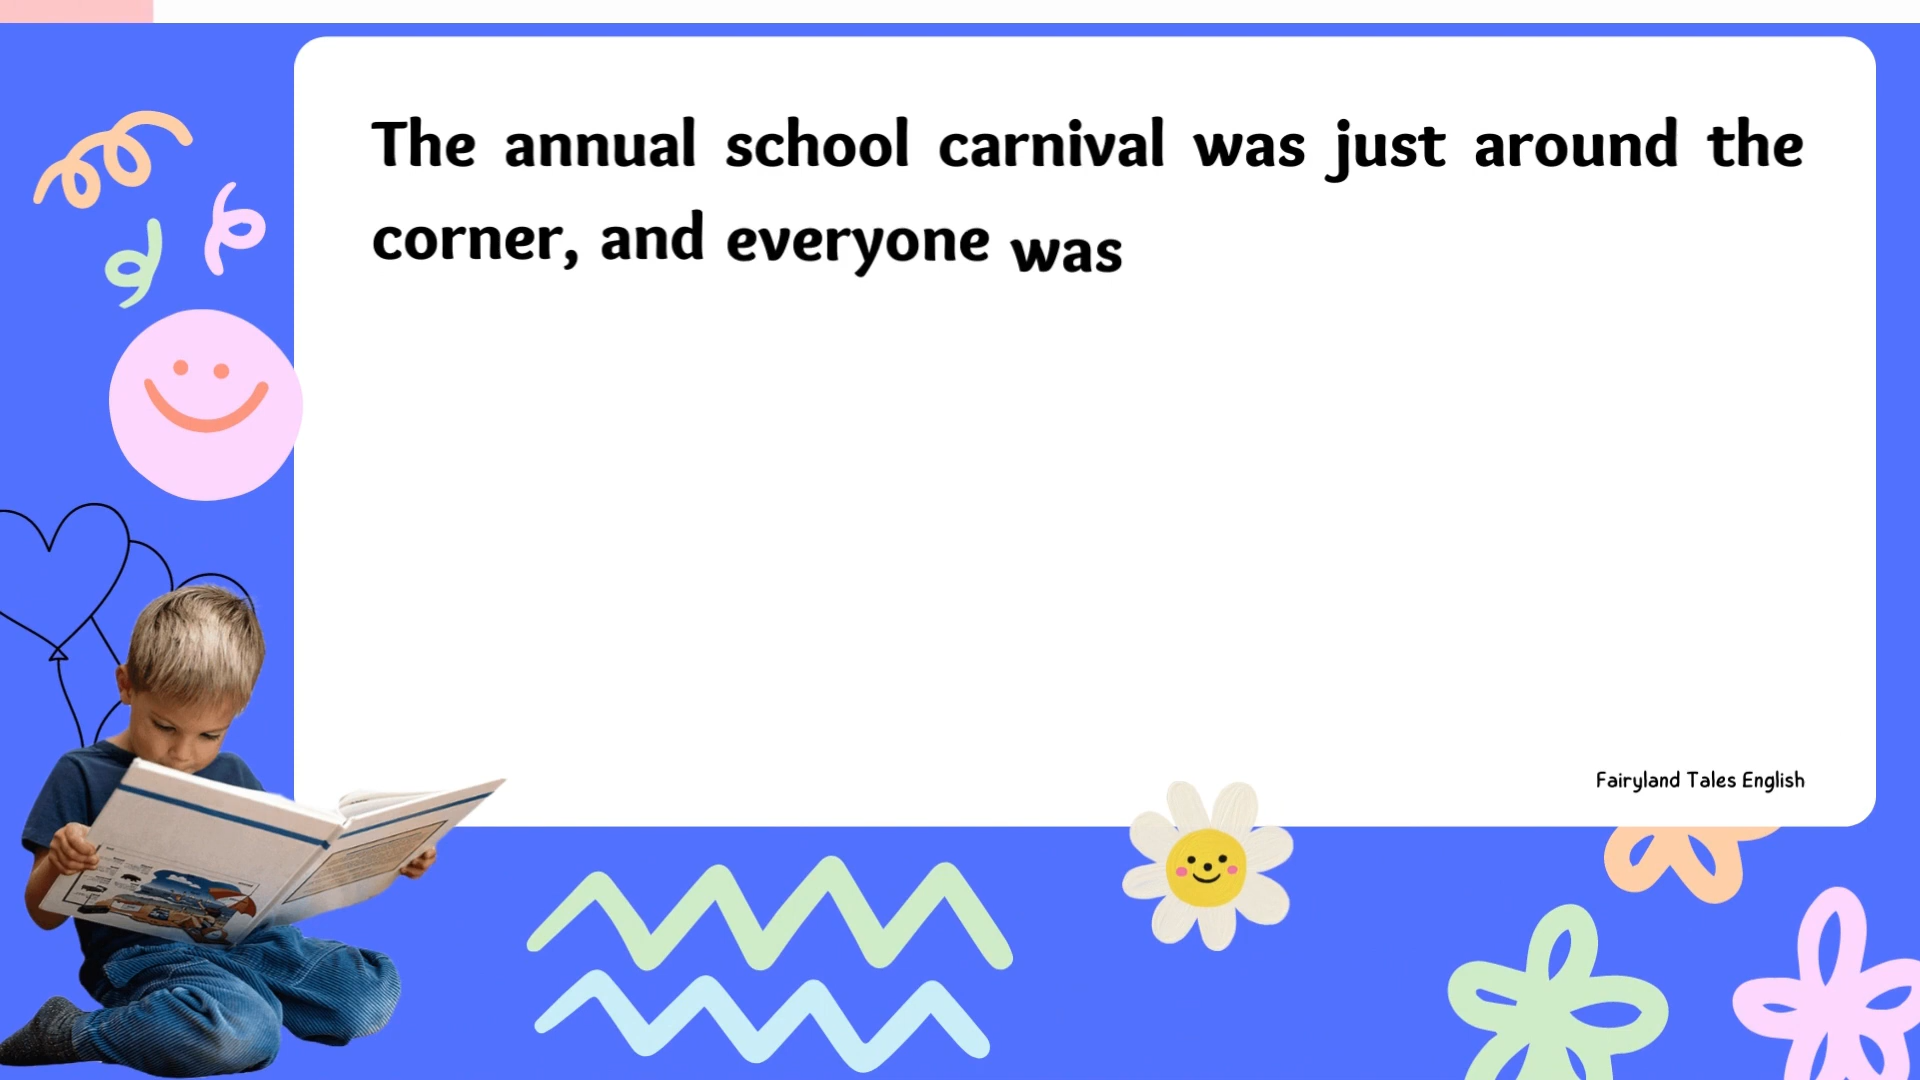 The annual school carnival was just around the
corner, and everyone was
Fairyland Tales English